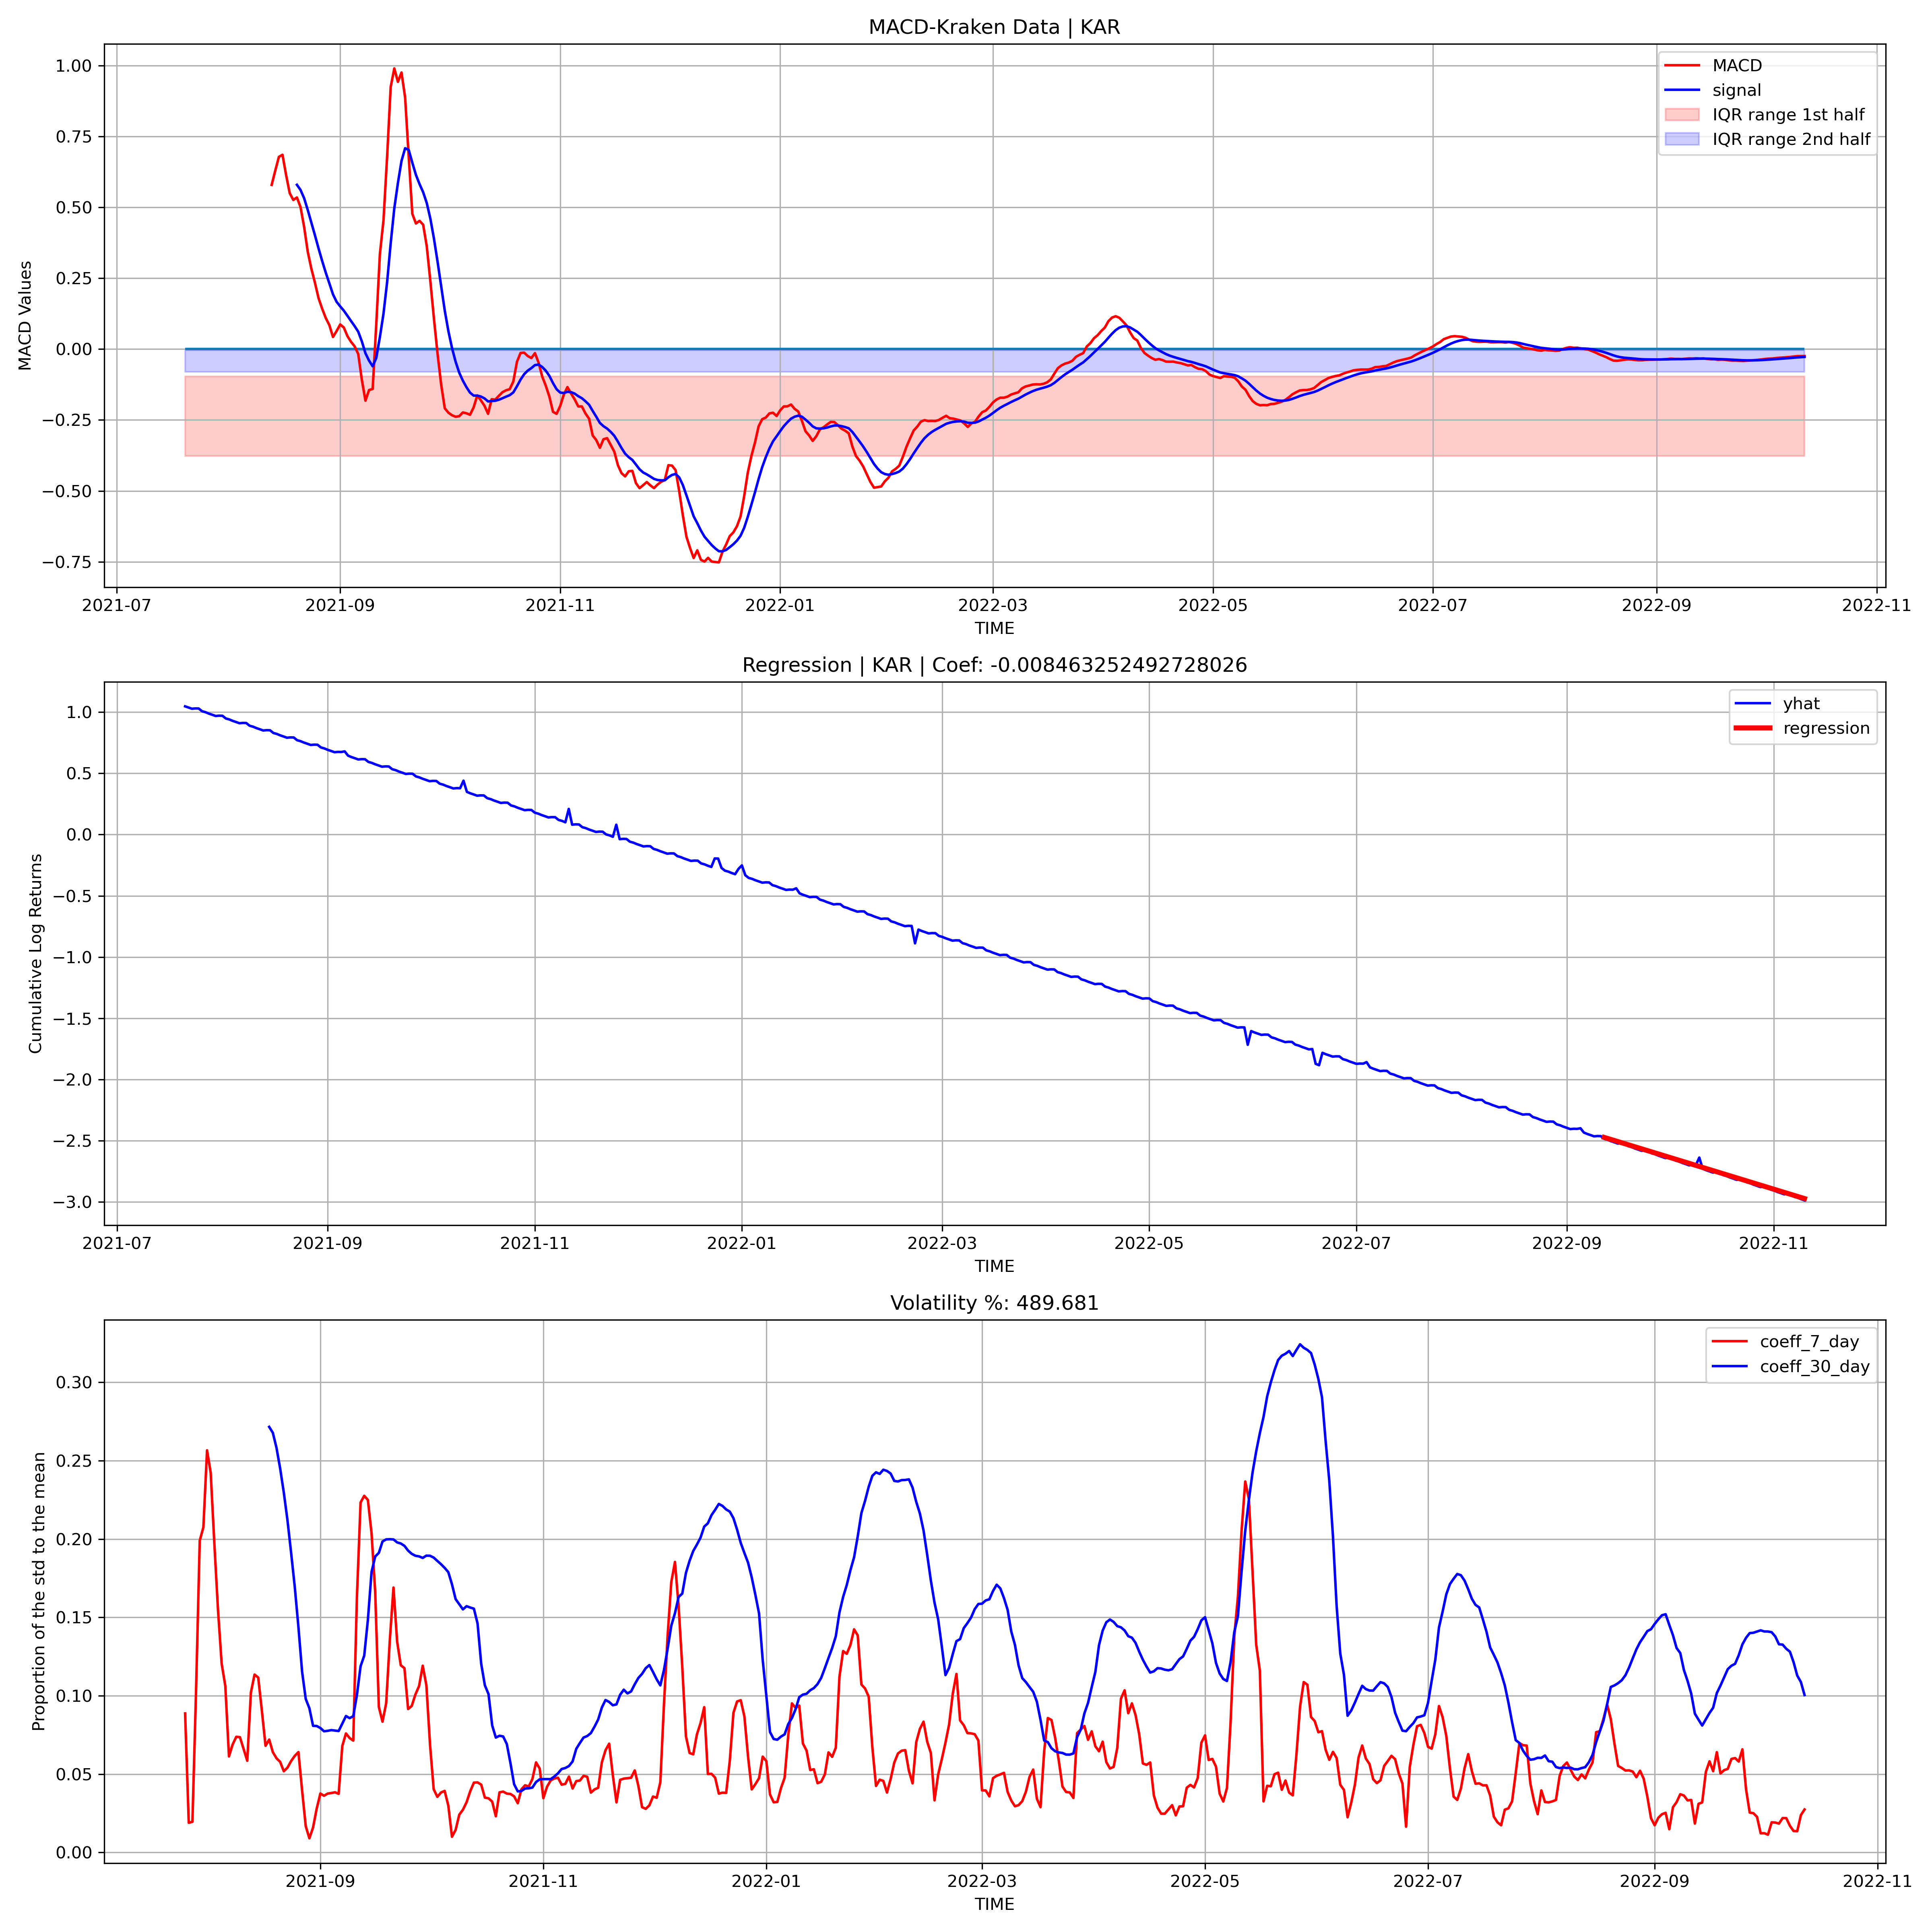 MACD-Kraken Data | KAR
1.00
0.75
0.50
0.25
0.00
−0.25
−0.50
−0.75
MACD Values
MACD
signal
IQR range 1st half
IQR range 2nd half
2021-07 2021-09 2021-11 2022-01 2022-03 2022-05 2022-07 2022-09 2022-11
TIME
Regression | KAR | Coef: -0.008463252492728026
1.0
0.5
0.0
−0.5
−1.0
−1.5
−2.0
−2.5
−3.0
Cumulative Log Returns
yhat
regression
2021-07 2021-09 2021-11 2022-01 2022-03 2022-05 2022-07 2022-09 2022-11
TIME
Volatility %: 489.681
0.30
0.25
0.20
0.15
0.10
0.05
0.00
Proportion of the std to the mean
coeff_7_day
coeff_30_day
2021-09 2021-11 2022-01 2022-03 2022-05 2022-07 2022-09 2022-11
TIME